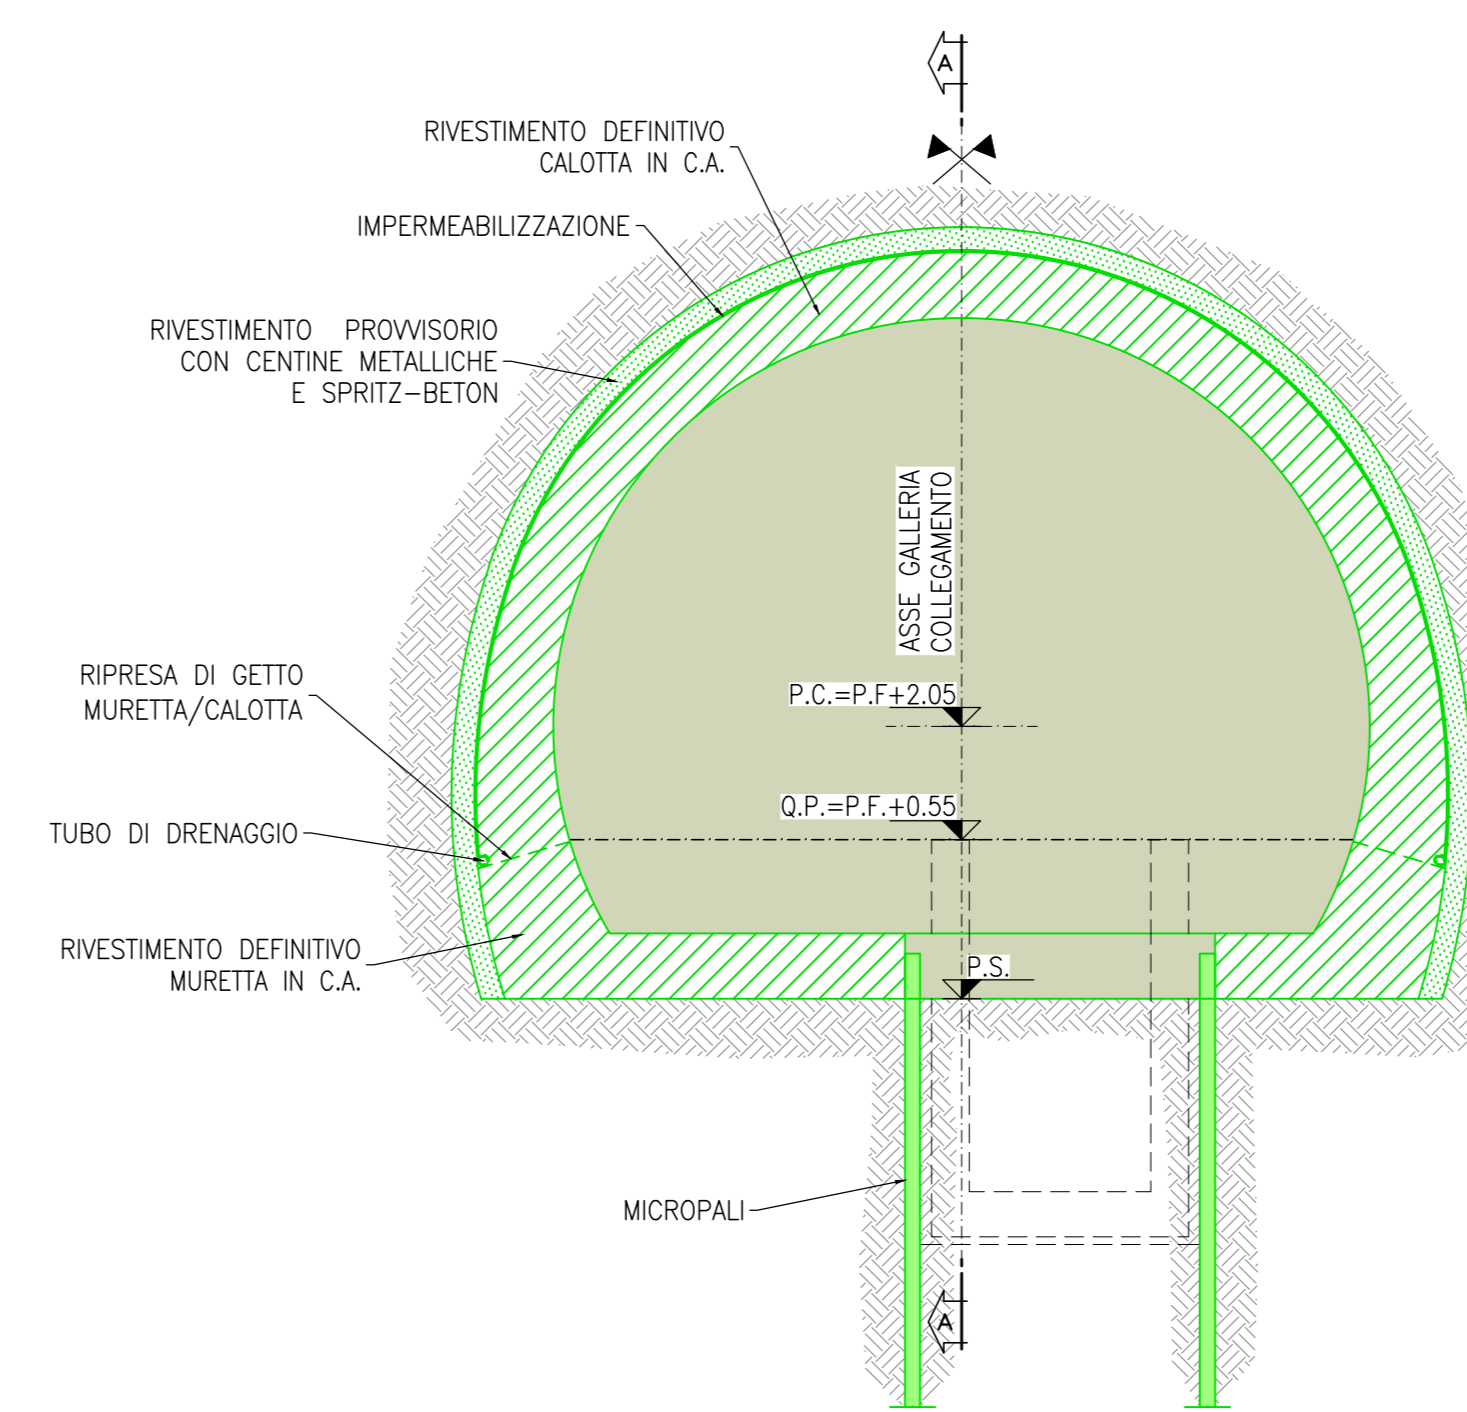 A
RIVESTIMENTO DEFINITIVO
CALOTTA IN C.A.
IMPERMEABILIZZAZIONE
RIVESTIMENTO PROVVISORIO
CON CENTINE METALLICHE
E SPRITZ-BETON
ASSE GALLERIA
COLLEGAMENTO
RIPRESA DI GETTO
MURETTA/CALOTTA
P.C.=P.F+2.05
Q.P.=P.F.+0.55
TUBO DI DRENAGGIO
RIVESTIMENTO DEFINITIVO
MURETTA IN C.A.
P.S.
MICROPALI
A